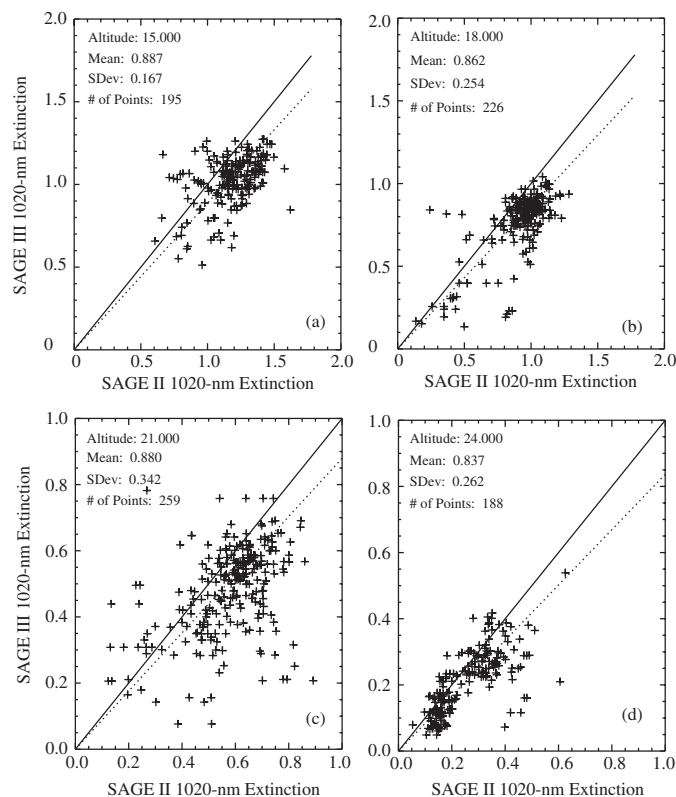 2.0
1.5
1.0
0.5
0
SAGE III 1020-nm Extinction
Altitude: 15.000
Mean: 0.887
SDev: 0.167
# of Points: 195
(a)
0 0.5 1.0 1.5 2.0
SAGE II 1020-nm Extinction
2.0
1.5
1.0
0.5
0
Altitude: 18.000
Mean: 0.862
SDev: 0.254
# of Points: 226
(b)
0 0.5 1.0 1.5 2.0
SAGE II 1020-nm Extinction
1.0
0.8
0.6
0.4
0.2
0.0
SAGE III 1020-nm Extinction
Altitude: 21.000
Mean: 0.880
SDev: 0.342
# of Points: 259
(c)
0.0 0.2 0.4 0.6 0.8 1.0
SAGE II 1020-nm Extinction
1.0
0.8
0.6
0.4
0.2
0.0
Altitude: 24.000
Mean: 0.837
SDev: 0.262
# of Points: 188
(d)
0.0 0.2 0.4 0.6 0.8 1.0
SAGE II 1020-nm Extinction